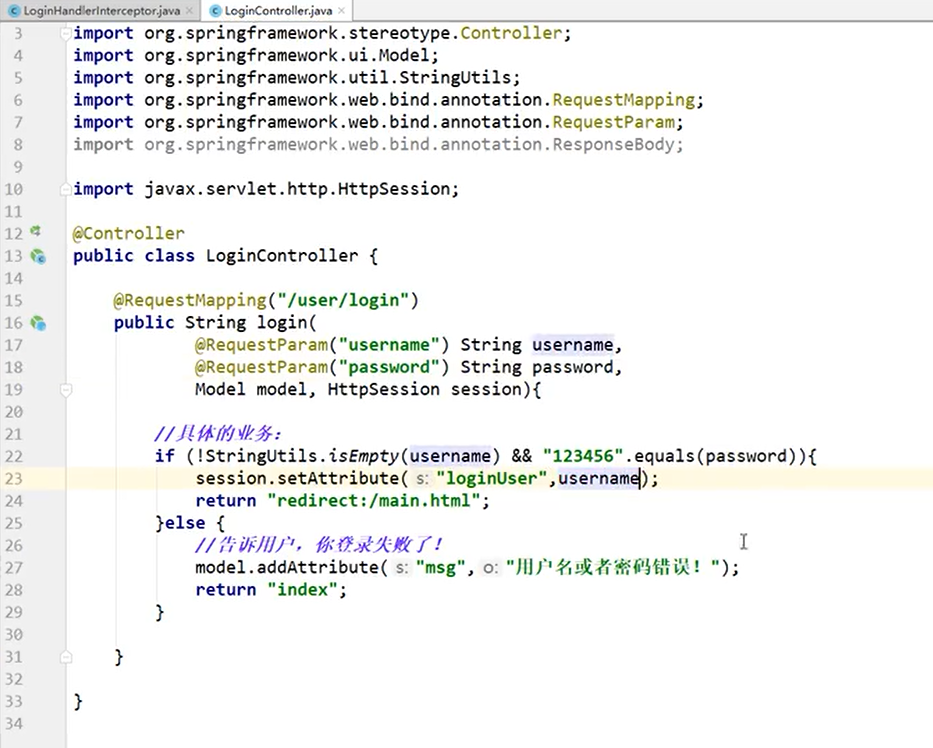 LoginHandlerInterceptor.java × LoginController.java ×
3 import org.springframework.stereotype.Controller;
4 import org.springframework.ui.Model;
5 import org.springframework.util.StringUtils;
6 import org.springframework.web.bind.annotation.RequestMapping;
7 import org.springframework.web.bind.annotation.RequestParam;
8 import org.springframework.web.bind.annotation.ResponseBody;
9
10 import javax.servlet.http.HttpSession;
11
12 @Controller
13 public class LoginController {
14
15 @RequestMapping("/user/login")
16 public String login(
17 @RequestParam("username") String username,
18 @RequestParam("password") String password,
19 Model model, HttpSession session){
20
21 //具体的业务:
22 if (!StringUtils.isEmpty(username) && "123456".equals(password)){
23 session.setAttribute( s: "loginUser",username);
24 return "redirect:/main.html";
25 }else {
26 //告诉用户，你登录失败了！
27 model.addAttribute( s: "msg", o: "用户名或者密码错误！");
28 return "index";
29 }
30
31 }
32
33 }
34